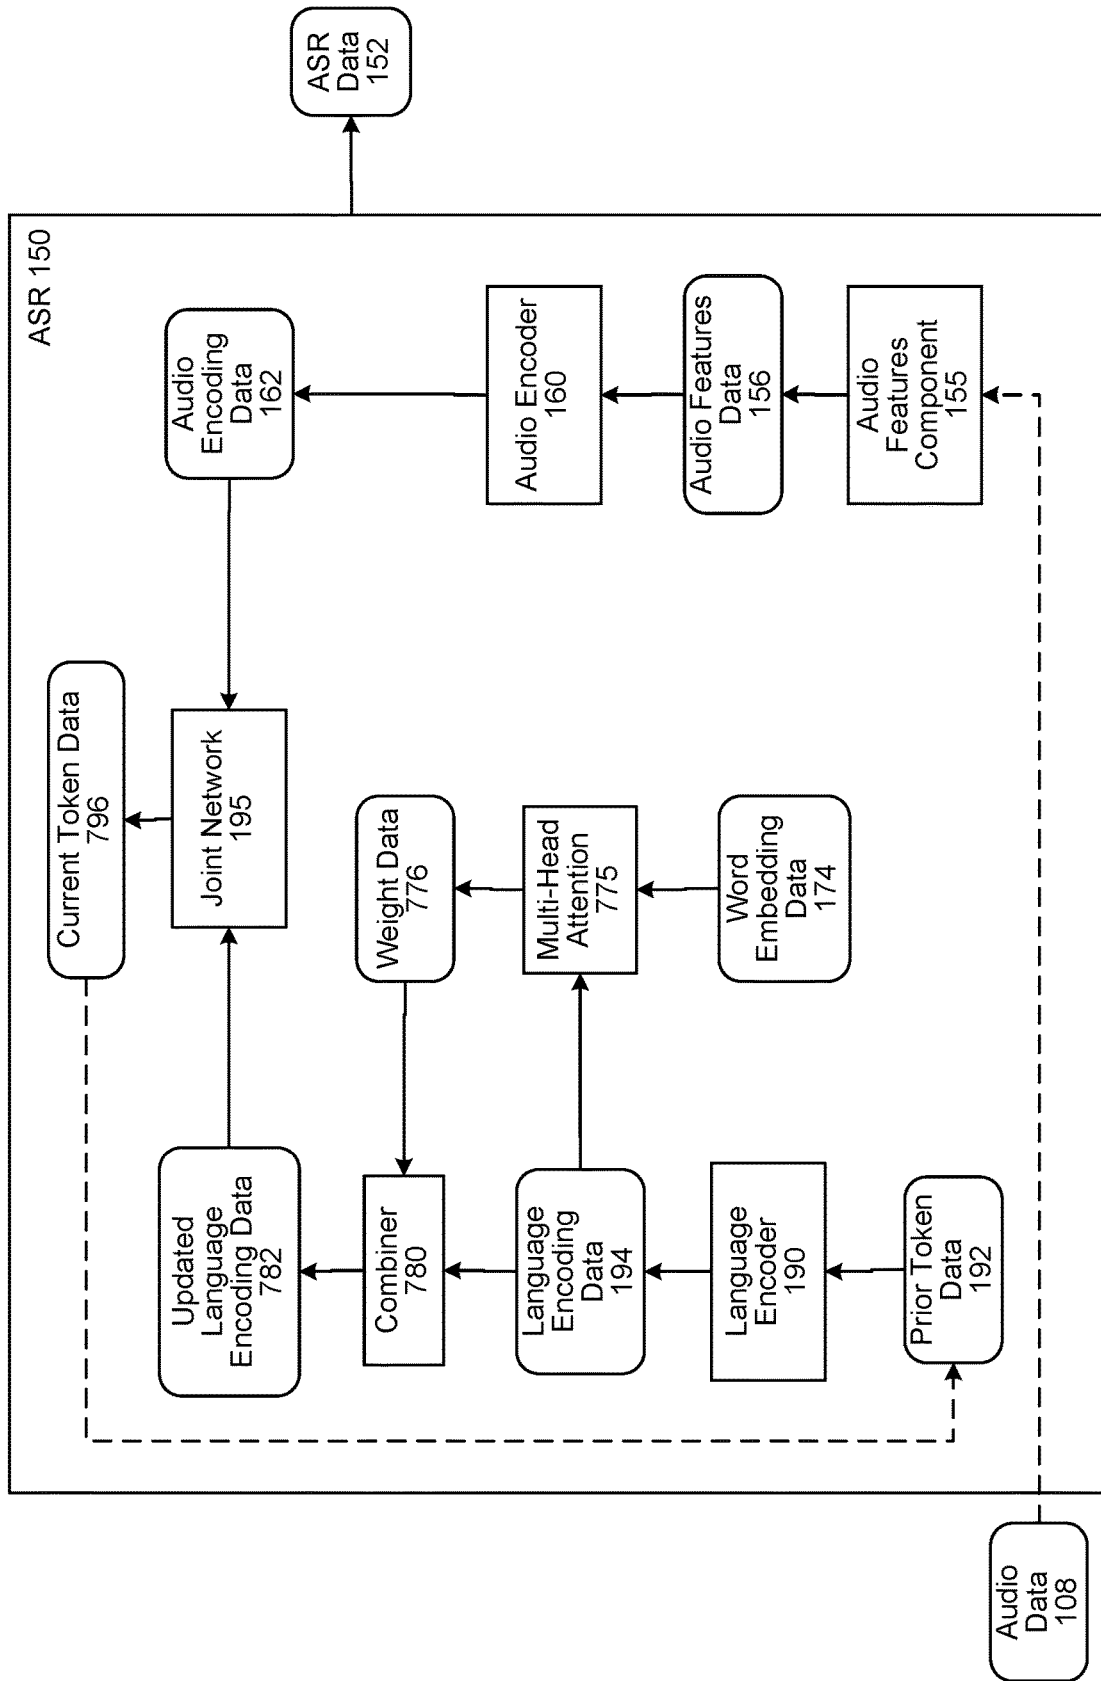 ASR 150
ASR
Data
152
Current Token Data
796
Updated
Language
Encoding Data
782
Joint Network
195
Audio
Encoding
Data
162
Combiner
780
Weight Data
776
Language
Encoding
Data
194
Multi-Head
Attention
775
Audio Encoder
160
Language
Encoder
190
Word
Embedding
Data
174
Audio Features
Data
156
Prior Token
Data
192
Audio
Features
Component
155
Audio
Data
108